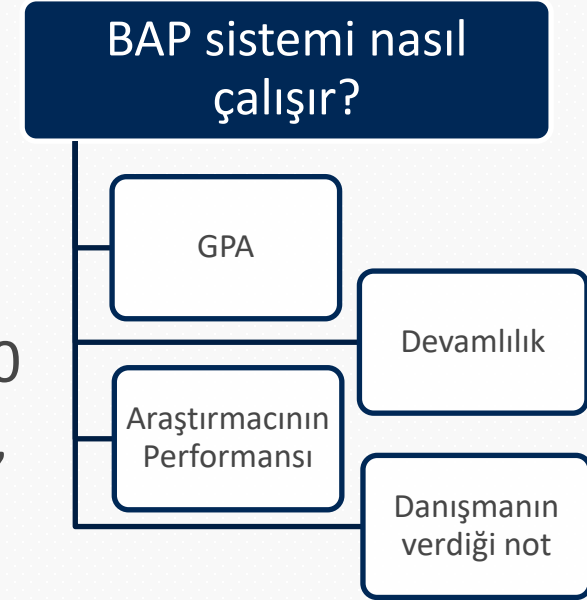 BAP sistemi nasıl
çalışır?
GPA
Devamlılık
Araştırmacının
Performansı
Danışmanın
verdiği not